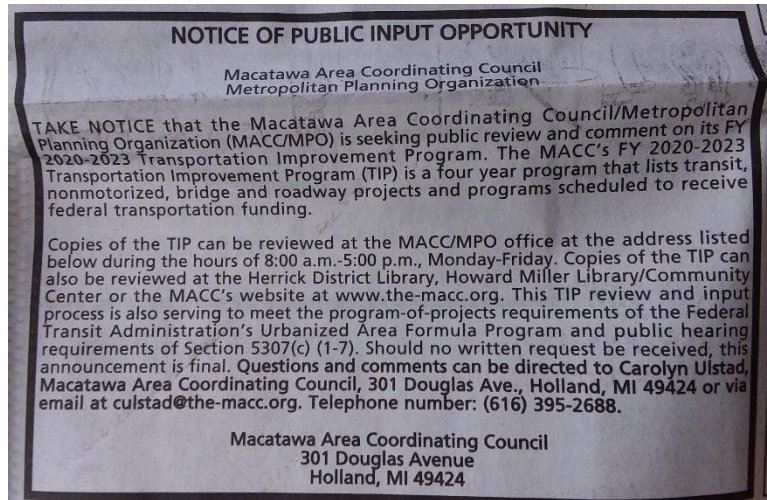 NOTICE OF PUBLIC INPUT OPPORTUNITY
Macatawa Area Coordinating Council
Metropolitan Planning Organization
TAKE NOTICE that the Macatawa Area Coordinating Council/Metropolitan
Planning Organization (MACC/MPO) is seeking public review and comment on its FY
2020-2023 Transportation Improvement Program. The MACC's FY 2020-2023
Transportation Improvement Program (TIP) is a four year program that lists transit,
nonmotorized, bridge and roadway projects and programs scheduled to receive
federal transportation funding.
Copies of the TIP can be reviewed at the MACC/MPO office at the address listed
below during the hours of 8:00 a.m.-5:00 p.m., Monday-Friday. Copies of the TIP can
also be reviewed at the Herrick District Library, Howard Miller Library/Community
Center or the MACC's website at www.the-macc.org. This TIP review and input
process is also serving to meet the program-of-projects requirements of the Federal
Transit Administration's Urbanized Area Formula Program and public hearing
requirements of Section 5307(c) (1-7). Should no written request be received, this
announcement is final. Questions and comments can be directed to Carolyn Ulstad,
Macatawa Area Coordinating Council, 301 Douglas Ave., Holland, MI 49424 or via
email at culstad@the-macc.org. Telephone number: (616) 395-2688.
Macatawa Area Coordinating Council
301 Douglas Avenue
Holland, MI 49424